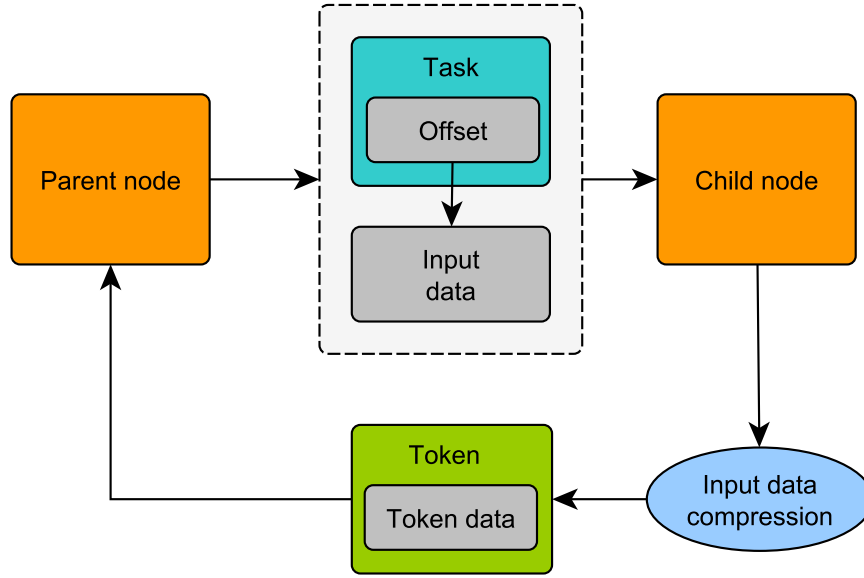 Task
Offset
Parent node
Child node
Input
data
Token
Token data
Input data
compression